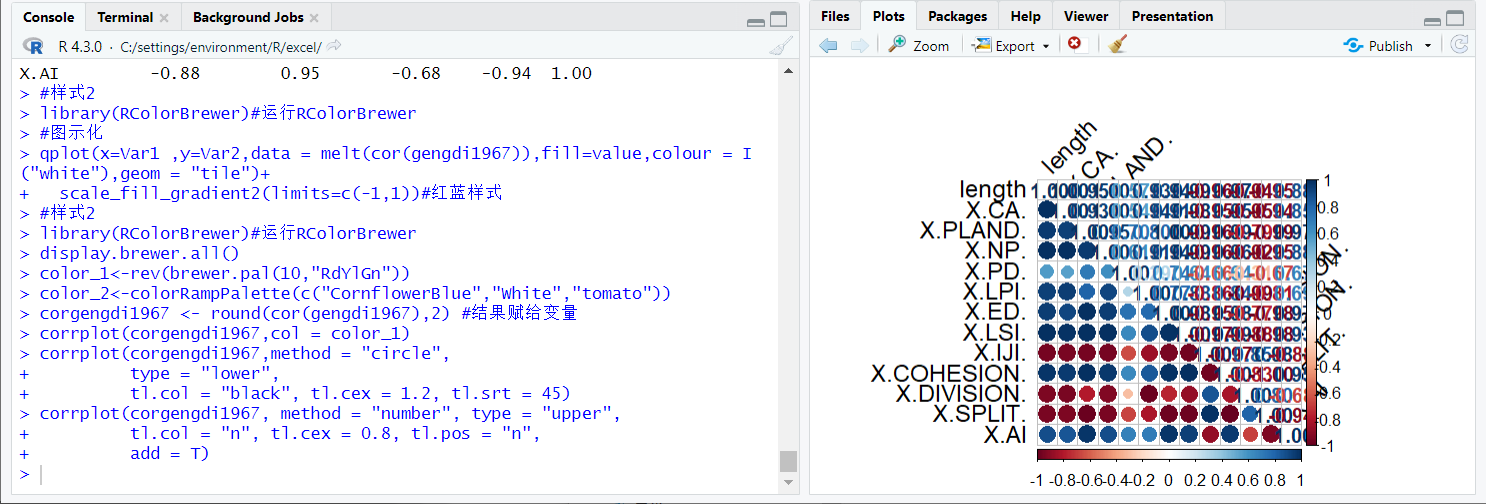 Console Terminal Background Jobs
R 4.3.0 · C:/settings/environment/R/excel/
X.AI -0.88 0.95 -0.68 -0.94 1.00
> #样式2
> library(RColorBrewer)#运行RColorBrewer
> #图示化
> qplot(x=Var1 ,y=Var2,data = melt(cor(gengdi1967)),fill=value,colour = I
("white"),geom = "tile")+
+ scale_fill_gradient2(limits=c(-1,1))#红蓝样式
> #样式2
> library(RColorBrewer)#运行RColorBrewer
> display.brewer.all()
> color_1<-rev(brewer.pal(10,"RdYlGn"))
> color_2<-colorRampPalette(c("CornflowerBlue","White","tomato"))
> corgengdi1967 <- round(cor(gengdi1967),2) #结果赋给变量
> corrplot(corgengdi1967,col = color_1)
> corrplot(corgengdi1967,method = "circle",
+ type = "lower",
+ tl.col = "black", tl.cex = 1.2, tl.srt = 45)
> corrplot(corgengdi1967, method = "number", type = "upper",
+ tl.col = "n", tl.cex = 0.8, tl.pos = "n",
+ add = T)
>
Files Plots Packages Help Viewer Presentation
Zoom Export Publish
length
CA.
AND.
length
X.CA.
X.PLAND.
X.NP.
X.PD.
X.LPI.
X.ED.
X.LSI.
X.IJI.
X.COHESION.
X.DIVISION.
X.SPLIT.
X.AI
1
0.8
0.6
0.4
0.2
0
-0.2
-0.4
-0.6
-0.8
-1
-1 -0.8 -0.6 -0.4 -0.2 0 0.2 0.4 0.6 0.8 1